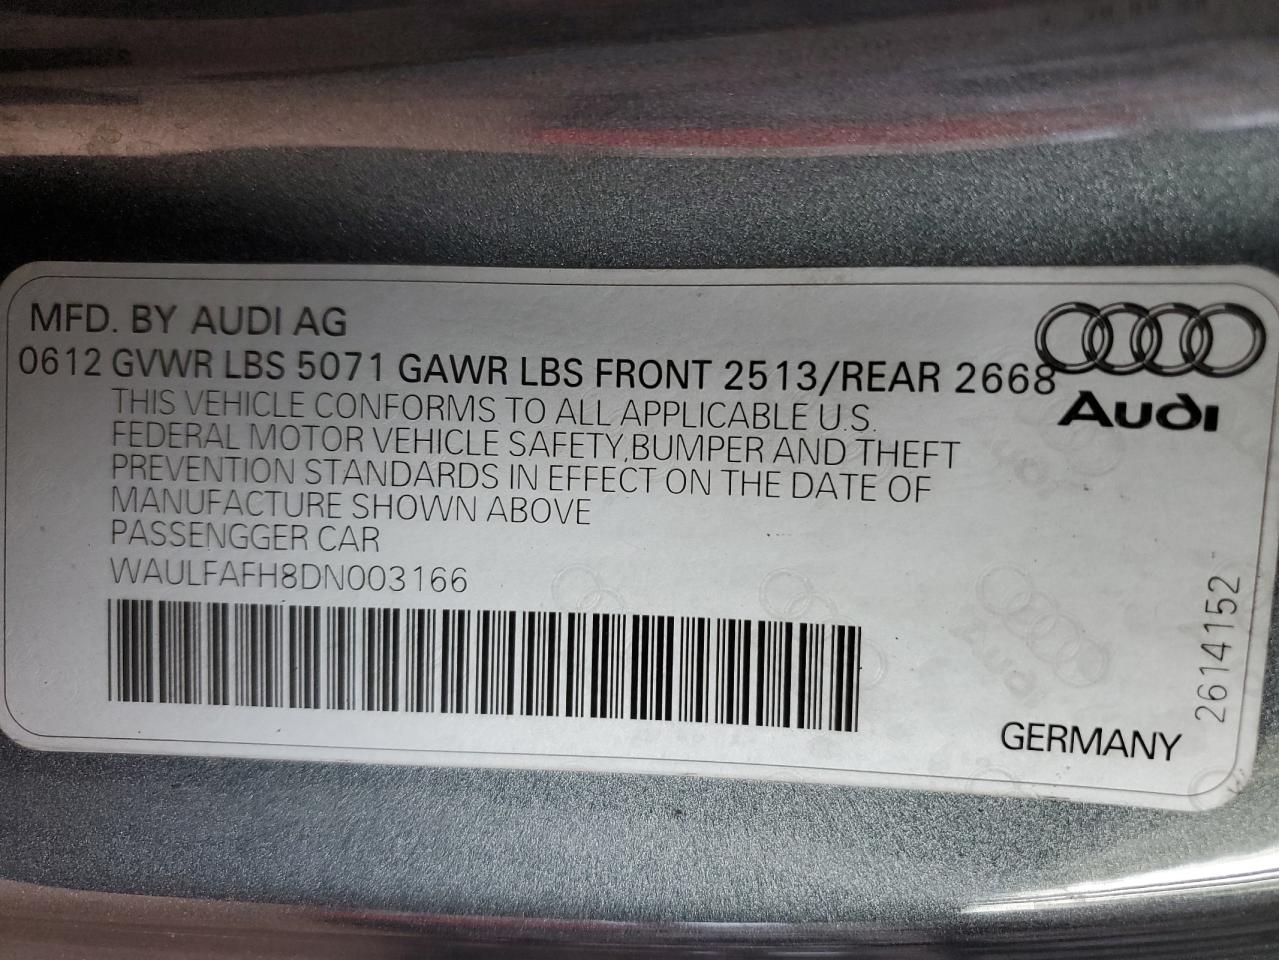 MFD. BY AUDI AG
0612 GVWR LBS 5071 GAWR LBS FRONT 2513/REAR 2668
Audi
THIS VEHICLE CONFORMS TO ALL APPLICABLE U.S.
FEDERAL MOTOR VEHICLE SAFETY,BUMPER AND THEFT
PREVENTION STANDARDS IN EFFECT ON THE DATE OF
MANUFACTURE SHOWN ABOVE
PASSENGGER CAR
WAULFAFH8DN003166
2614152
GERMANY